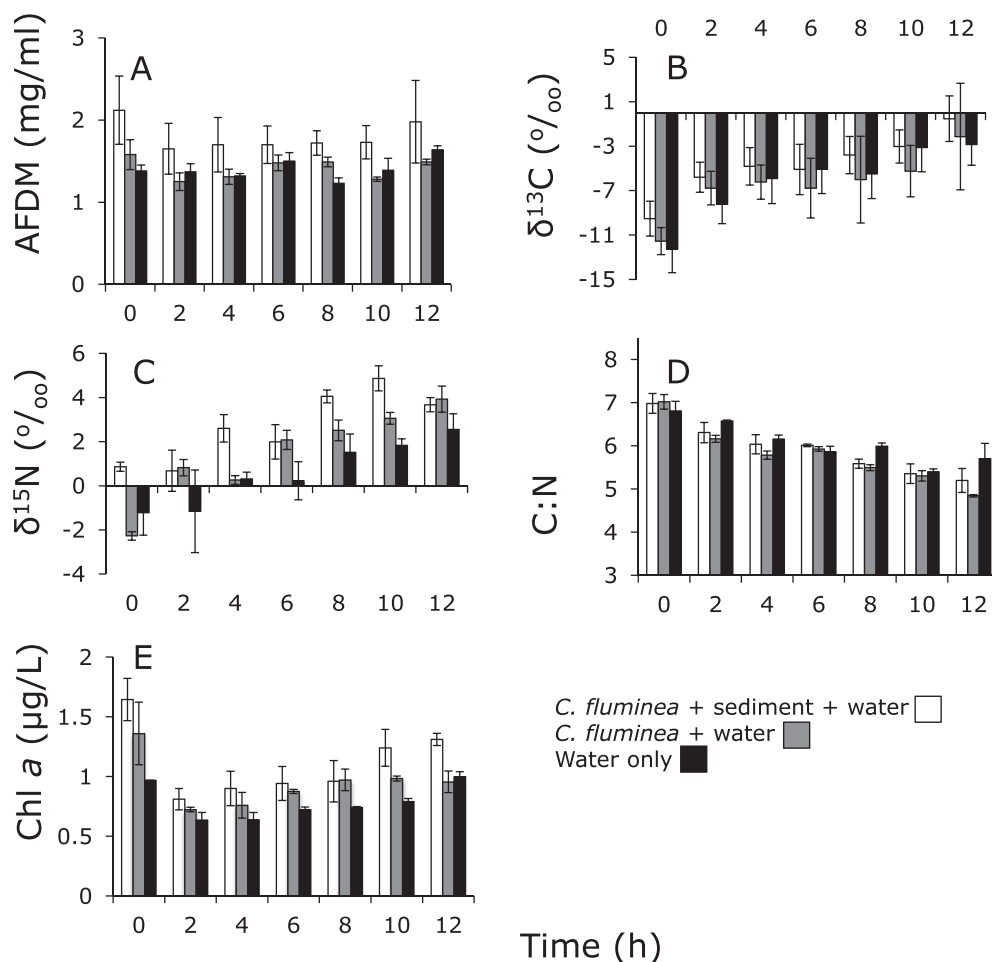 A
AFDM (mg/ml)
3
2
1
0
0 2 4 6 8 10 12
0 2 4 6 8 10 12
B
δ13C (o/oo)
5
1
-3
-7
-11
-15
C
δ15N (o/oo)
6
4
2
0
-2
-4
0 2 4 6 8 10 12
D
C:N
8
7
6
5
4
3
0 2 4 6 8 10 12
E
Chl a (µg/L)
2
1.5
1
0.5
0
0 2 4 6 8 10 12
C. fluminea + sediment + water
C. fluminea + water
Water only
Time (h)